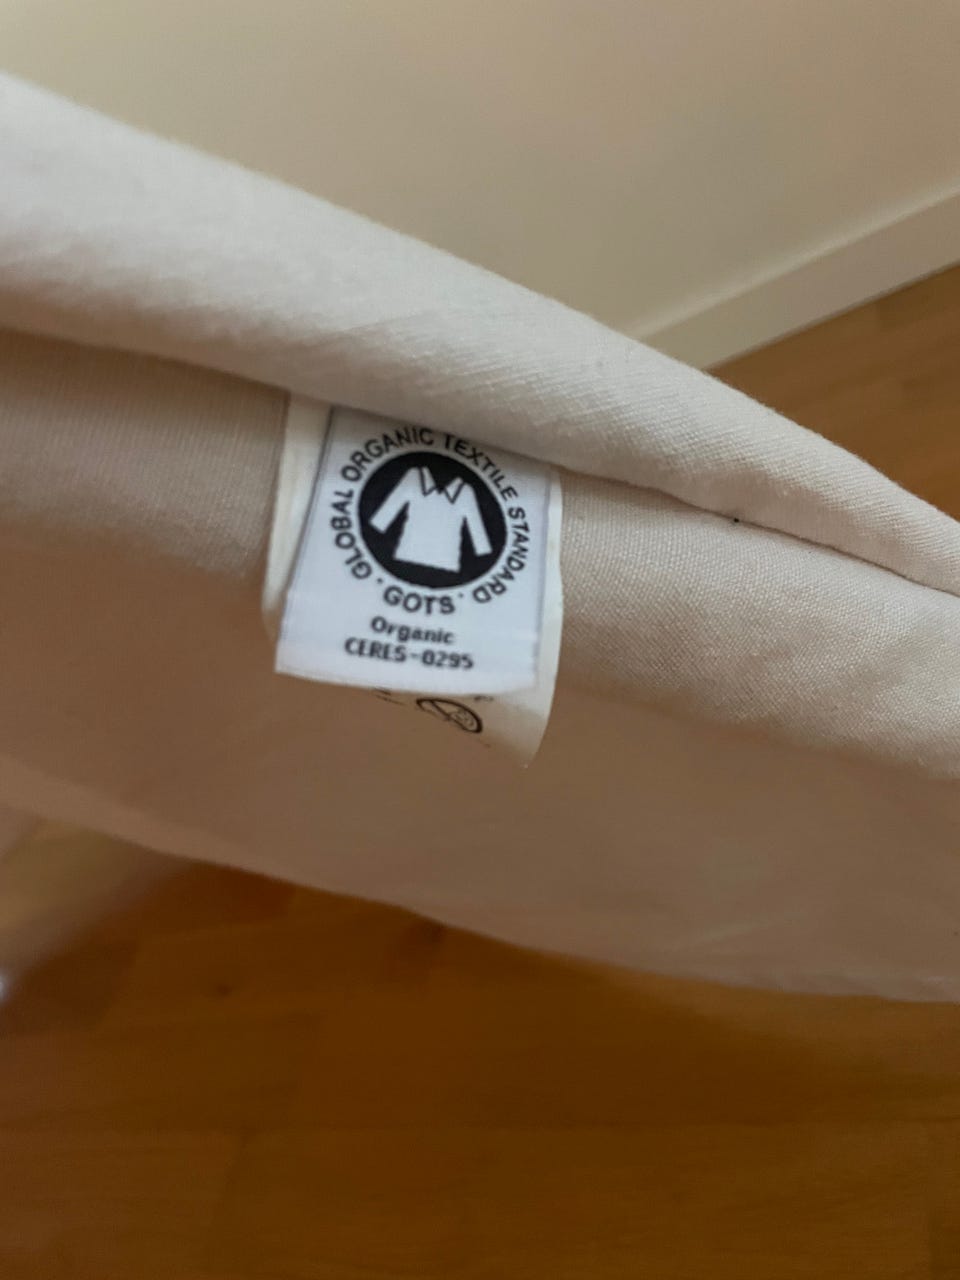 GLOBAL ORGANIC TEXTILE STANDARD
· GOTS ·
Organic
CERES-0295